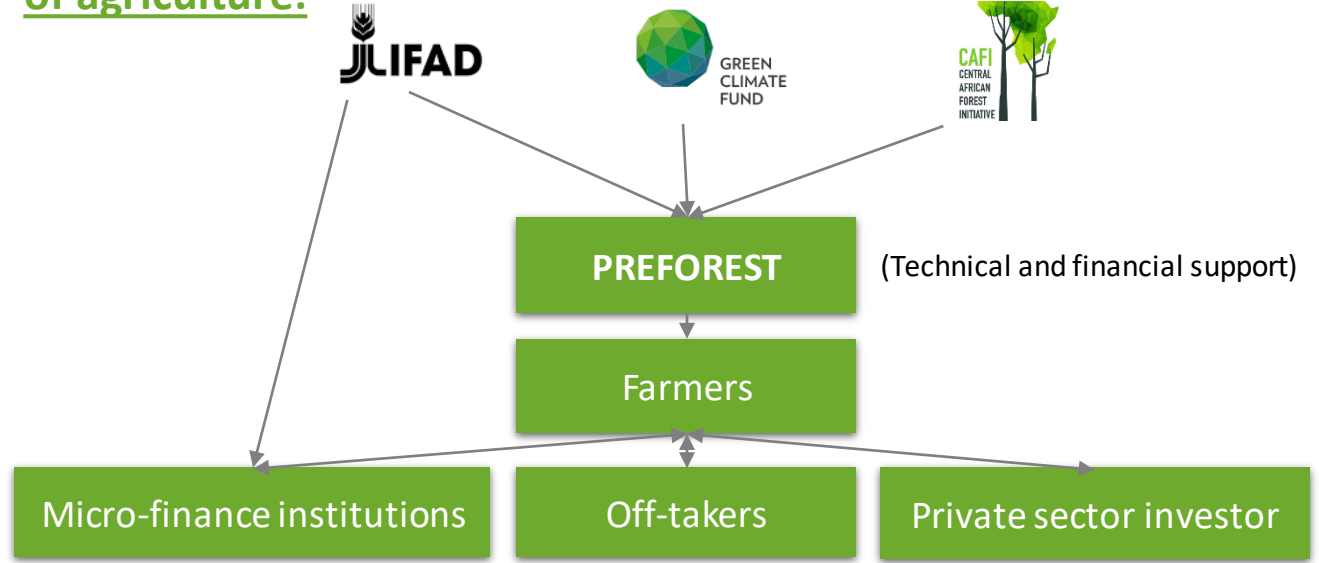 of agriculture:
JLIFAD
GREEN
CLIMATE
FUND
CAFI
CENTRAL
AFRICAN
FOREST
INITIATIVE
PREFOREST
(Technical and financial support)
Farmers
Micro-finance institutions
Off-takers
Private sector investor